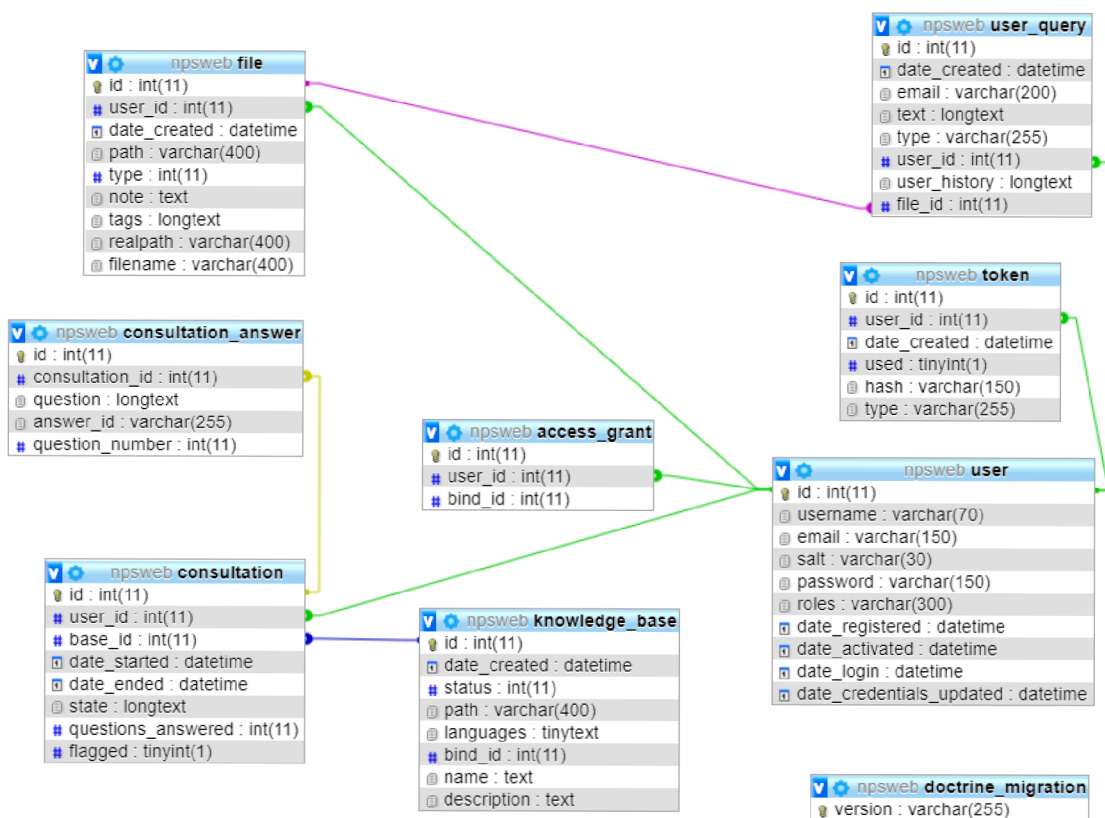 npsweb file
id : int(11)
user_id : int(11)
date_created : datetime
path : varchar(400)
type : int(11)
note : text
tags : longtext
realpath : varchar(400)
filename : varchar(400)
npsweb user_query
id : int(11)
date_created : datetime
email : varchar(200)
text : longtext
type : varchar(255)
user_id : int(11)
user_history : longtext
file_id : int(11)
npsweb token
id : int(11)
user_id : int(11)
date_created : datetime
used : tinyint(1)
hash : varchar(150)
type : varchar(255)
npsweb consultation_answer
id : int(11)
consultation_id : int(11)
question : longtext
answer_id : varchar(255)
question_number : int(11)
npsweb access_grant
id : int(11)
user_id : int(11)
bind_id : int(11)
npsweb user
id : int(11)
username : varchar(70)
email : varchar(150)
salt : varchar(30)
password : varchar(150)
roles : varchar(300)
date_registered : datetime
date_activated : datetime
date_login : datetime
date_credentials_updated : datetime
npsweb consultation
id : int(11)
user_id : int(11)
base_id : int(11)
date_started : datetime
date_ended : datetime
state : longtext
questions_answered : int(11)
flagged : tinyint(1)
npsweb knowledge_base
id : int(11)
date_created : datetime
status : int(11)
path : varchar(400)
languages : tinytext
bind_id : int(11)
name : text
description : text
npsweb doctrine_migration
version : varchar(255)